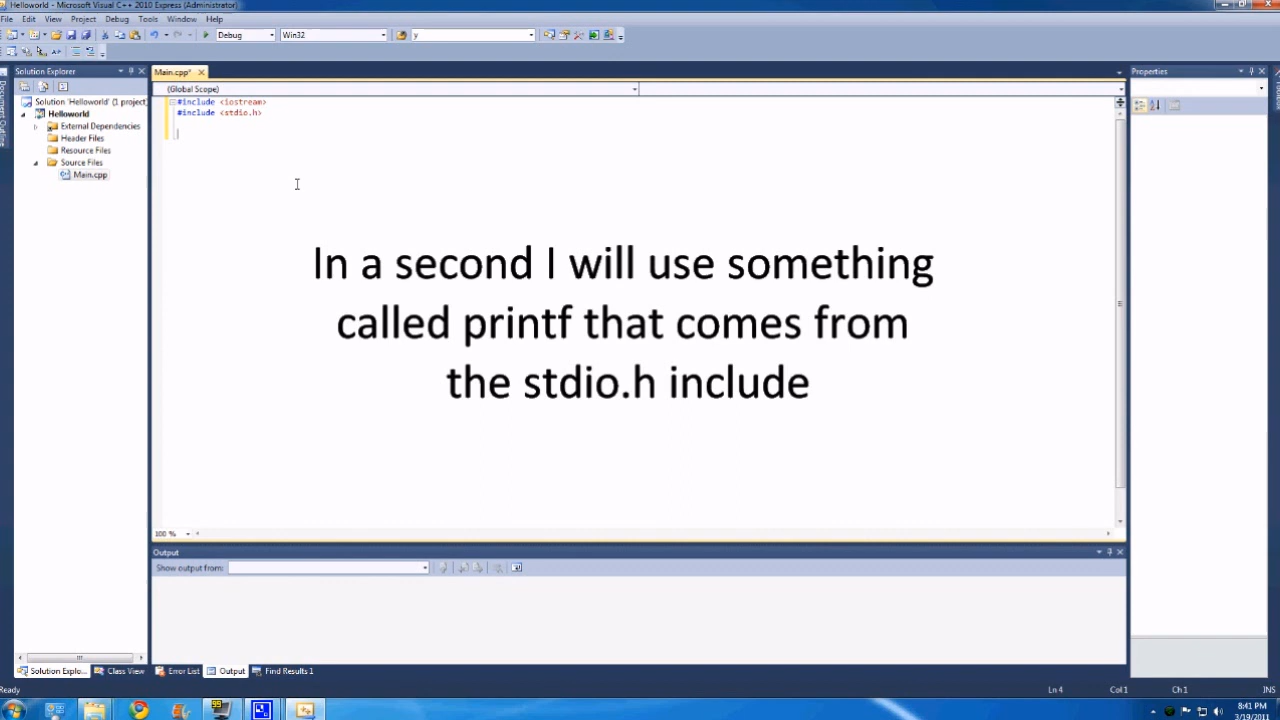 Helloworld - Microsoft Visual C++ 2010 Express (Administrator)
File Edit View Project Debug Tools Window Help
Debug Win32 y
Solution Explorer
Main.cpp*
Properties
(Global Scope)
Solution 'Helloworld' (1 project)
Helloworld
External Dependencies
Header Files
Resource Files
Source Files
Main.cpp
#include <iostream>
#include <stdio.h>
In a second I will use something
called printf that comes from
the stdio.h include
100 %
Output
Show output from:
Solution Explo...
Class View
Error List
Output
Find Results 1
Document Outline
Ready
Ln 4
Col 1
Ch 1
INS
8:41 PM
3/19/2011